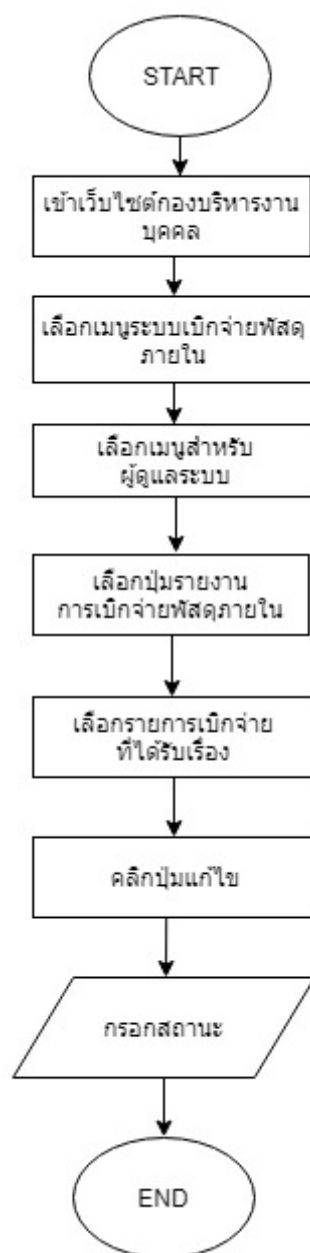 START
เข้าเว็บไซต์กองบริหารงาน
บุคคล
เลือกเมนูระบบเบิกจ่ายพัสดุ
ภายใน
เลือกเมนูสำหรับ
ผู้ดูแลระบบ
เลือกปุ่มรายงาน
การเบิกจ่ายพัสดุภายใน
เลือกรายการเบิกจ่าย
ที่ได้รับเรื่อง
คลิกปุ่มแก้ไข
กรอกสถานะ
END